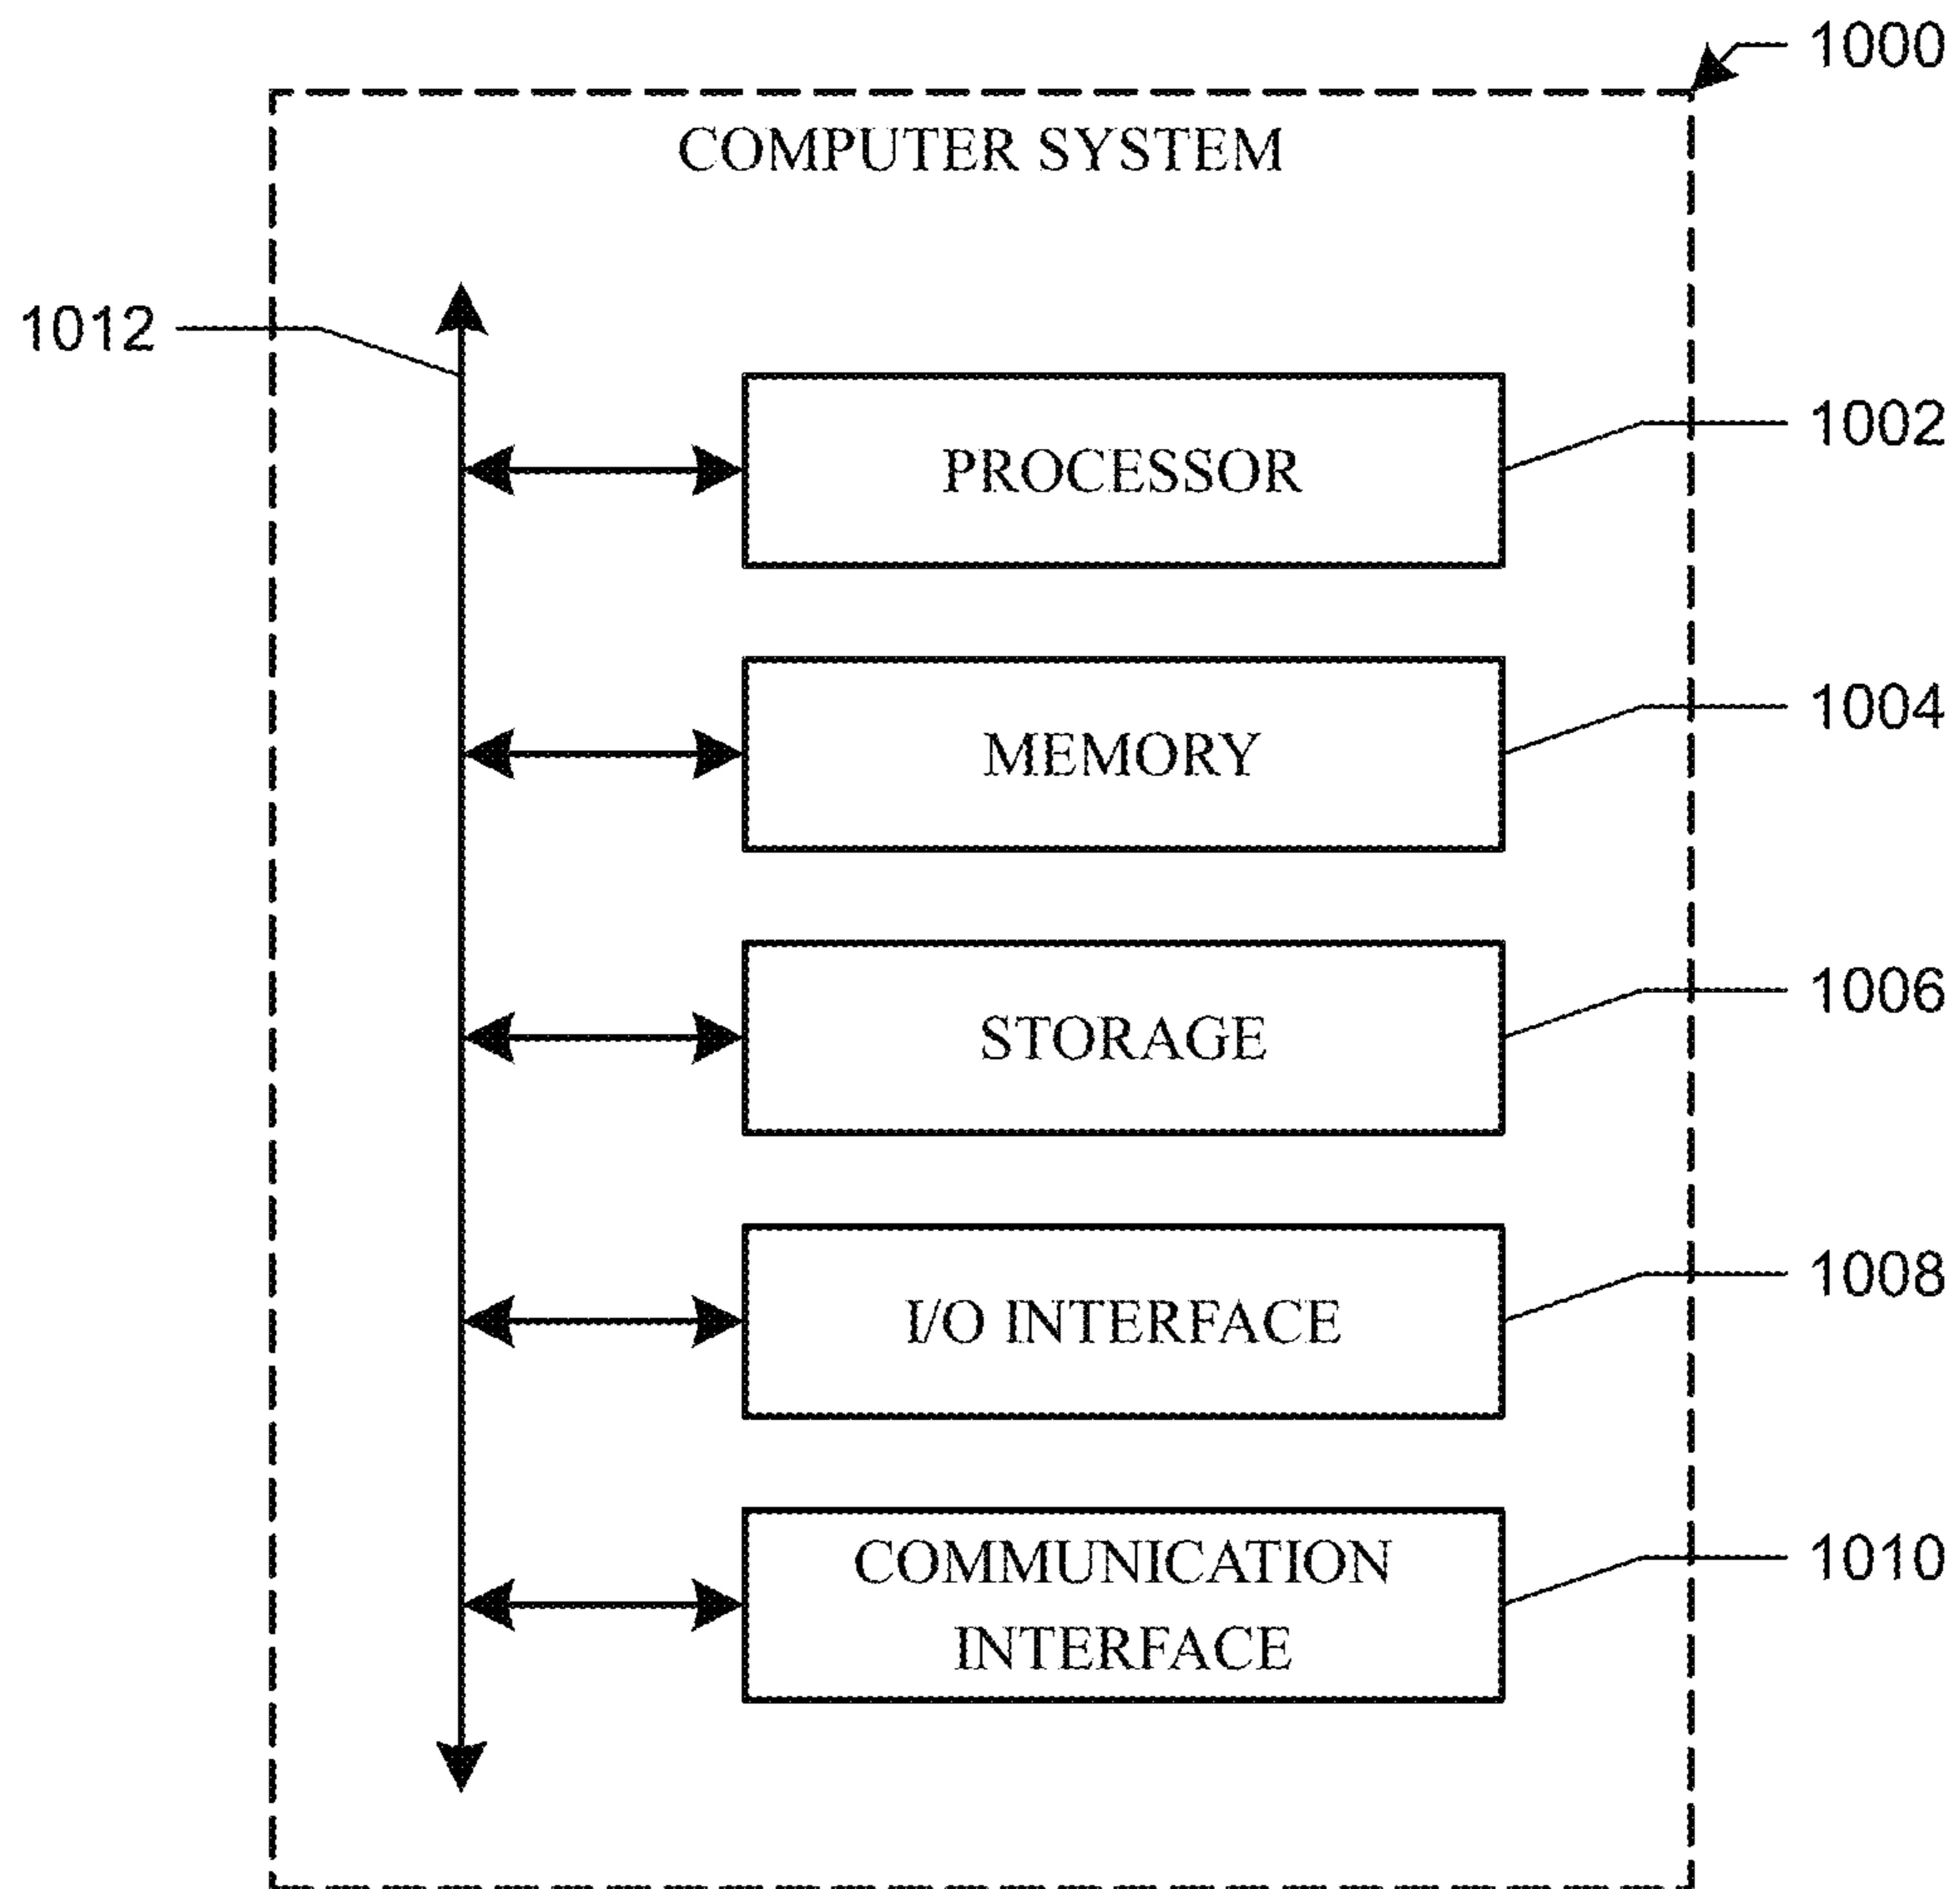 1000
COMPUTER SYSTEM
1012
1002
PROCESSOR
1004
MEMORY
1006
STORAGE
1008
I/O INTERFACE
1010
COMMUNICATION
INTERFACE